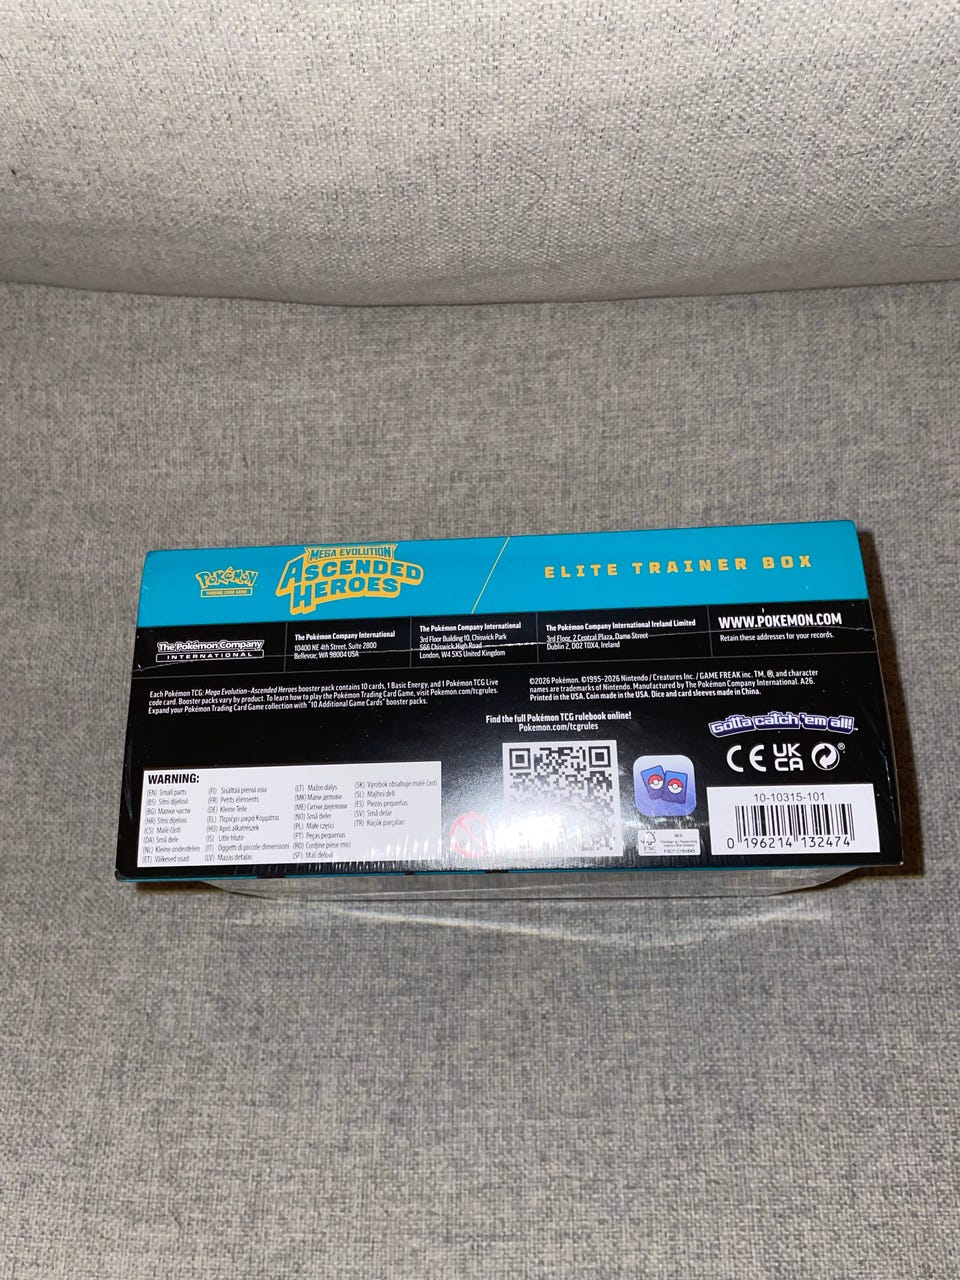 Pokémon
TRADING CARD GAME
MEGA EVOLUTION
ASCENDED
HEROES
ELITE TRAINER BOX
The Pokémon Company
INTERNATIONAL
The Pokémon Company International
10400 NE 4th Street, Suite 2800
Bellevue, WA 98004 USA
The Pokémon Company International
3rd Floor Building 10, Chiswick Park
566 Chiswick High Road
London, W4 5XS United Kingdom
The Pokémon Company International Ireland Limited
3rd Floor, 2 Central Plaza, Dame Street
Dublin 2, D02 T0X4, Ireland
WWW.POKEMON.COM
Retain these addresses for your records.
Each Pokémon TCG: Mega Evolution—Ascended Heroes booster pack contains 10 cards, 1 Basic Energy, and 1 Pokémon TCG Live
code card. Booster packs vary by product. To learn how to play the Pokémon Trading Card Game, visit Pokemon.com/tcgrules.
Expand your Pokémon Trading Card Game collection with "10 Additional Game Cards" booster packs.
©2026 Pokémon. ©1995–2026 Nintendo / Creatures Inc. / GAME FREAK inc. TM, ®, and character
names are trademarks of Nintendo. Manufactured by The Pokémon Company International. A26.
Printed in the USA. Coin made in the USA. Dice and card sleeves made in China.
Find the full Pokémon TCG rulebook online!
Pokemon.com/tcgrules
Gotta catch 'em all!™
CE UK
CA
WARNING:
(EN) Small parts
(BS) Sitni dijelovi
(BG) Малки части
(HR) Sitni dijelovi
(CS) Malé části
(DA) Små dele
(NL) Kleine onderdelen
(ET) Väikesed osad
(FI) Sisältää pieniä osia
(FR) Petits éléments
(DE) Kleine Teile
(EL) Περιέχει μικρά Κομμάτια
(HU) Apró alkatrészek
(IS) Litlir hlutir
(IT) Oggetti di piccole dimensioni
(LV) Mazas detaļas
(LT) Mažos dalys
(MK) Мали делови
(ME) Ситни дијелови
(NO) Små deler
(PL) Małe części
(PT) Peças pequenas
(RO) Conține piese mici
(SR) Mali delovi
(SK) Výrobok obsahuje malé časti
(SL) Majhni deli
(ES) Piezas pequeñas
(SV) Små delar
(TR) Küçük parçaları
FSC
MIX
10-10315-101
0 196214 132474